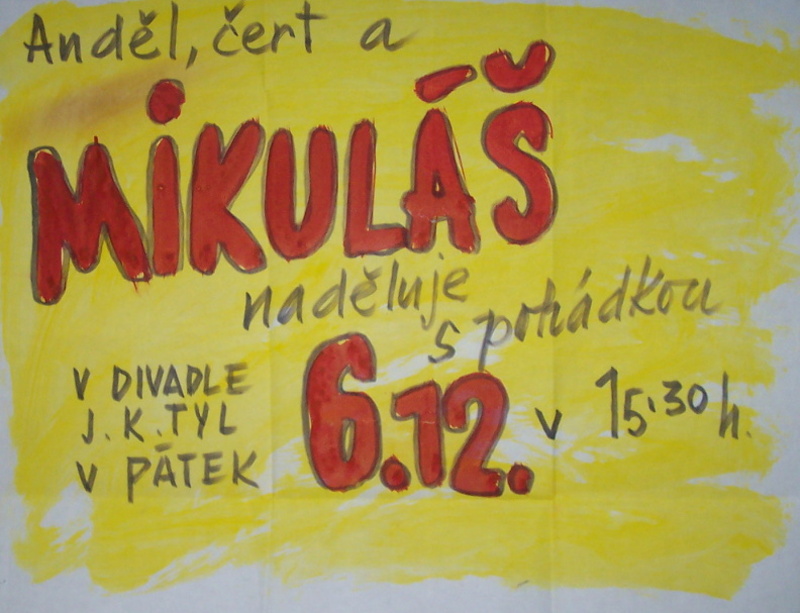 Anděl, čert a
MiKULÁŠ
naděluje
s pohádkou
V DIVADLE
J. K. TYL
V PÁTEK
6.12. v 15.30 h.